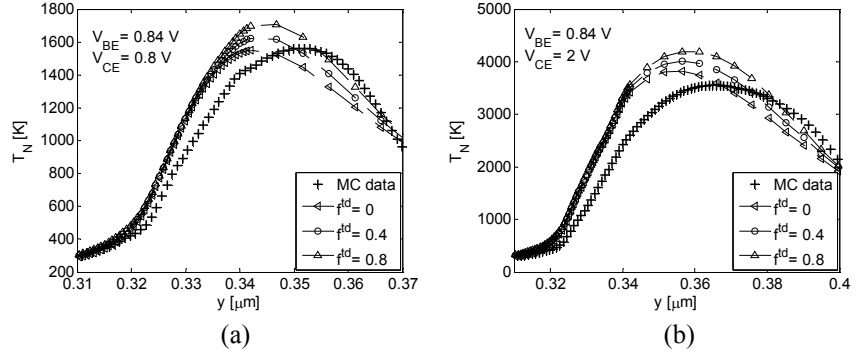 1800
1600
1400
1200
1000
800
600
400
200
T_N [K]
V_BE = 0.84 V
V_CE = 0.8 V
MC data
f^td = 0
f^td = 0.4
f^td = 0.8
0.31 0.32 0.33 0.34 0.35 0.36 0.37
y [μm]
(a)
5000
4000
3000
2000
1000
0
T_N [K]
V_BE = 0.84 V
V_CE = 2 V
MC data
f^td = 0
f^td = 0.4
f^td = 0.8
0.32 0.34 0.36 0.38 0.4
y [μm]
(b)